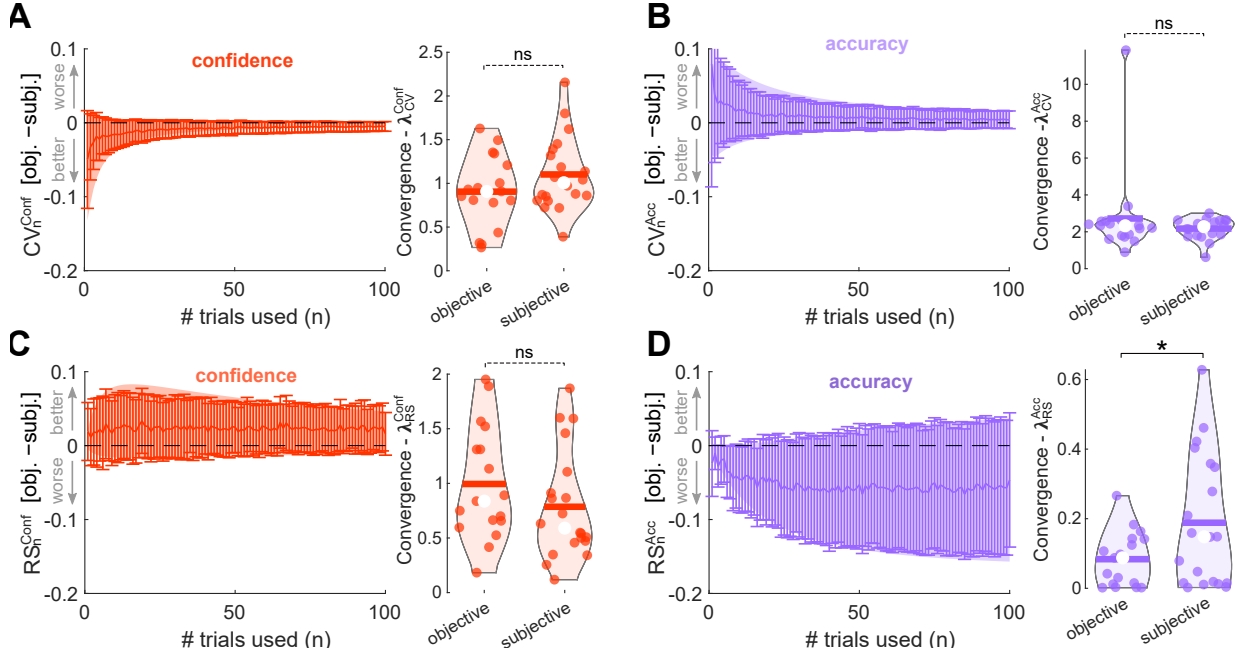 A
0.1
0
-0.1
-0.2
worse
better
CV_n^Conf [obj. −subj.]
confidence
0
50
100
# trials used (n)
2.5
2
1.5
1
0.5
0
Convergence - λ_CV^Conf
ns
objective
subjective
B
0.1
0
-0.1
-0.2
worse
better
CV_n^Acc [obj. −subj.]
accuracy
0
50
100
# trials used (n)
10
8
6
4
2
0
Convergence -λ_CV^Acc
ns
objective
subjective
C
0.1
0
-0.1
-0.2
better
worse
RS_n^Conf [obj. −subj.]
confidence
0
50
100
# trials used (n)
2
1.5
1
0.5
0
Convergence - λ_RS^Conf
ns
objective
subjective
D
0.1
0
-0.1
-0.2
better
worse
RS_n^Acc [obj. −subj.]
accuracy
0
50
100
# trials used (n)
0.6
0.4
0.2
0
Convergence - λ_RS^Acc
*
objective
subjective